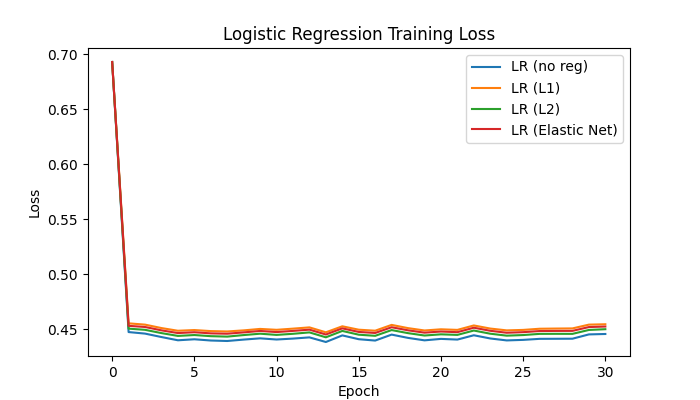 Logistic Regression Training Loss
0.70
0.65
0.60
0.55
0.50
0.45
Loss
LR (no reg)
LR (L1)
LR (L2)
LR (Elastic Net)
0 5 10 15 20 25 30
Epoch